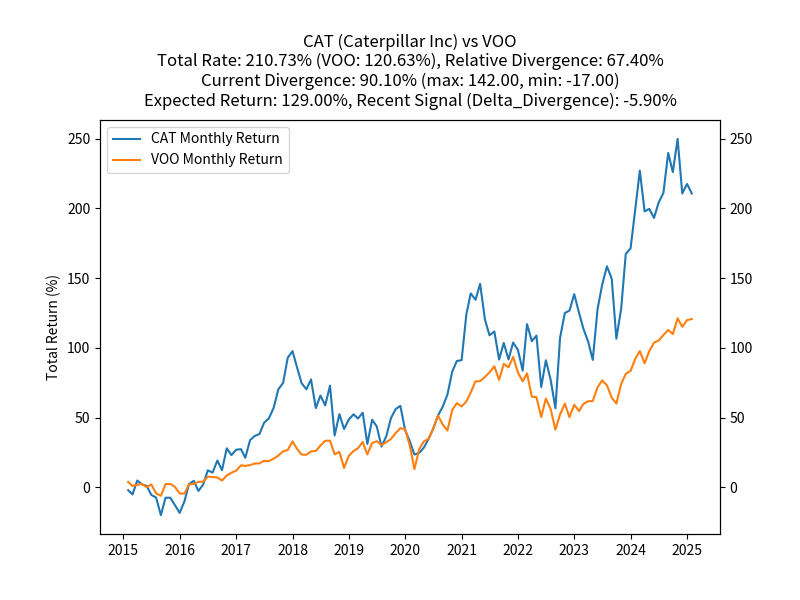 CAT (Caterpillar Inc) vs VOO
Total Rate: 210.73% (VOO: 120.63%), Relative Divergence: 67.40%
Current Divergence: 90.10% (max: 142.00, min: -17.00)
Expected Return: 129.00%, Recent Signal (Delta_Divergence): -5.90%
CAT Monthly Return
VOO Monthly Return
Total Return (%)
250
200
150
100
50
0
250
200
150
100
50
0
2015 2016 2017 2018 2019 2020 2021 2022 2023 2024 2025